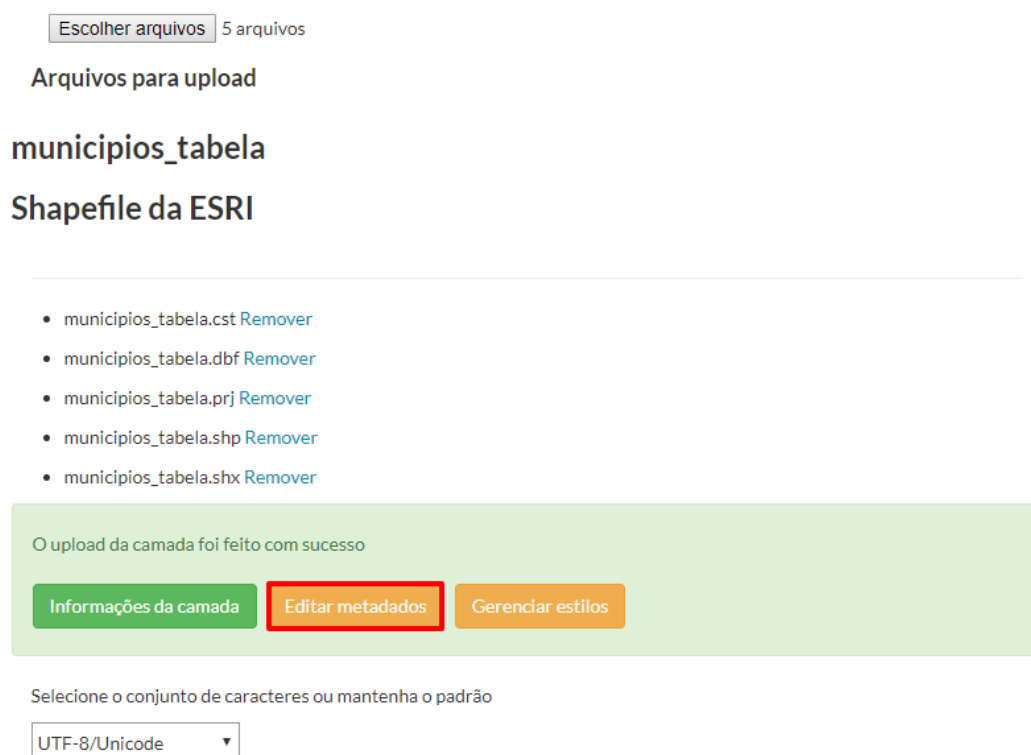 Escolher arquivos 5 arquivos
Arquivos para upload
municipios_tabela
Shapefile da ESRI
municipios_tabela.cst Remover
municipios_tabela.dbf Remover
municipios_tabela.prj Remover
municipios_tabela.shp Remover
municipios_tabela.shx Remover
O upload da camada foi feito com sucesso
Informações da camada Editar metadados Gerenciar estilos
Selecione o conjunto de caracteres ou mantenha o padrão
UTF-8/Unicode